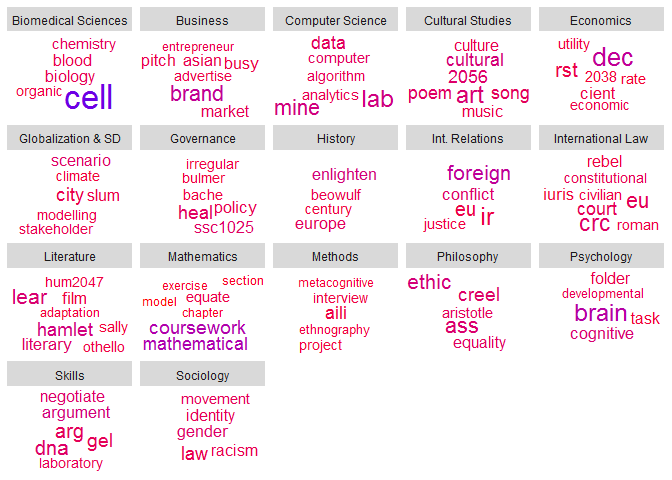 Biomedical Sciences
chemistry
blood
biology
organic
cell
Business
entrepreneur
pitch asian busy
advertise
brand
market
Computer Science
data
computer
algorithm
analytics lab
mine
Cultural Studies
culture
cultural
2056
poem art song
music
Economics
utility
dec
rst 2038 rate
cient
economic
Globalization & SD
scenario
climate
city slum
modelling
stakeholder
Governance
irregular
bulmer
bache
heal policy
ssc1025
History
enlighten
beowulf
century
europe
Int. Relations
foreign
conflict
eu ir
justice
International Law
rebel
constitutional
iuris civilian eu
court
crc roman
Literature
hum2047
lear film
adaptation
hamlet sally
literary othello
Mathematics
exercise section
model equate
chapter
coursework
mathematical
Methods
metacognitive
interview
aili
ethnography
project
Philosophy
ethic
creel
aristotle
ass
equality
Psychology
folder
developmental
brain task
cognitive
Skills
negotiate
argument
arg
dna gel
laboratory
Sociology
movement
identity
gender
law racism